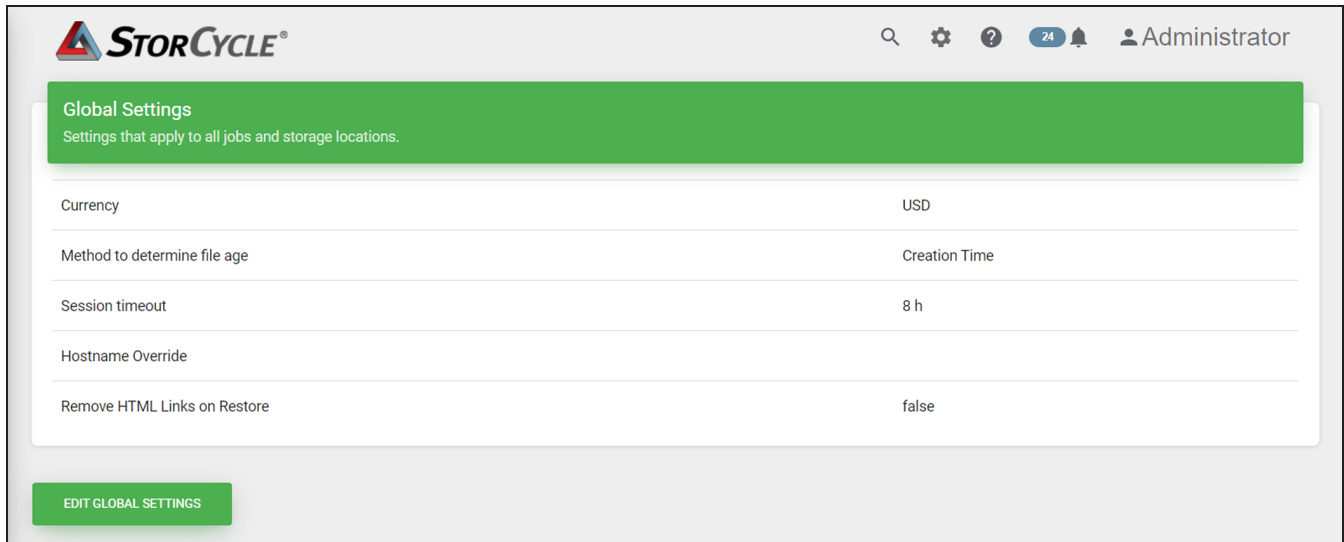 STORCYCLE®
24
Administrator
Global Settings
Settings that apply to all jobs and storage locations.
Currency USD
Method to determine file age Creation Time
Session timeout 8 h
Hostname Override
Remove HTML Links on Restore false
EDIT GLOBAL SETTINGS